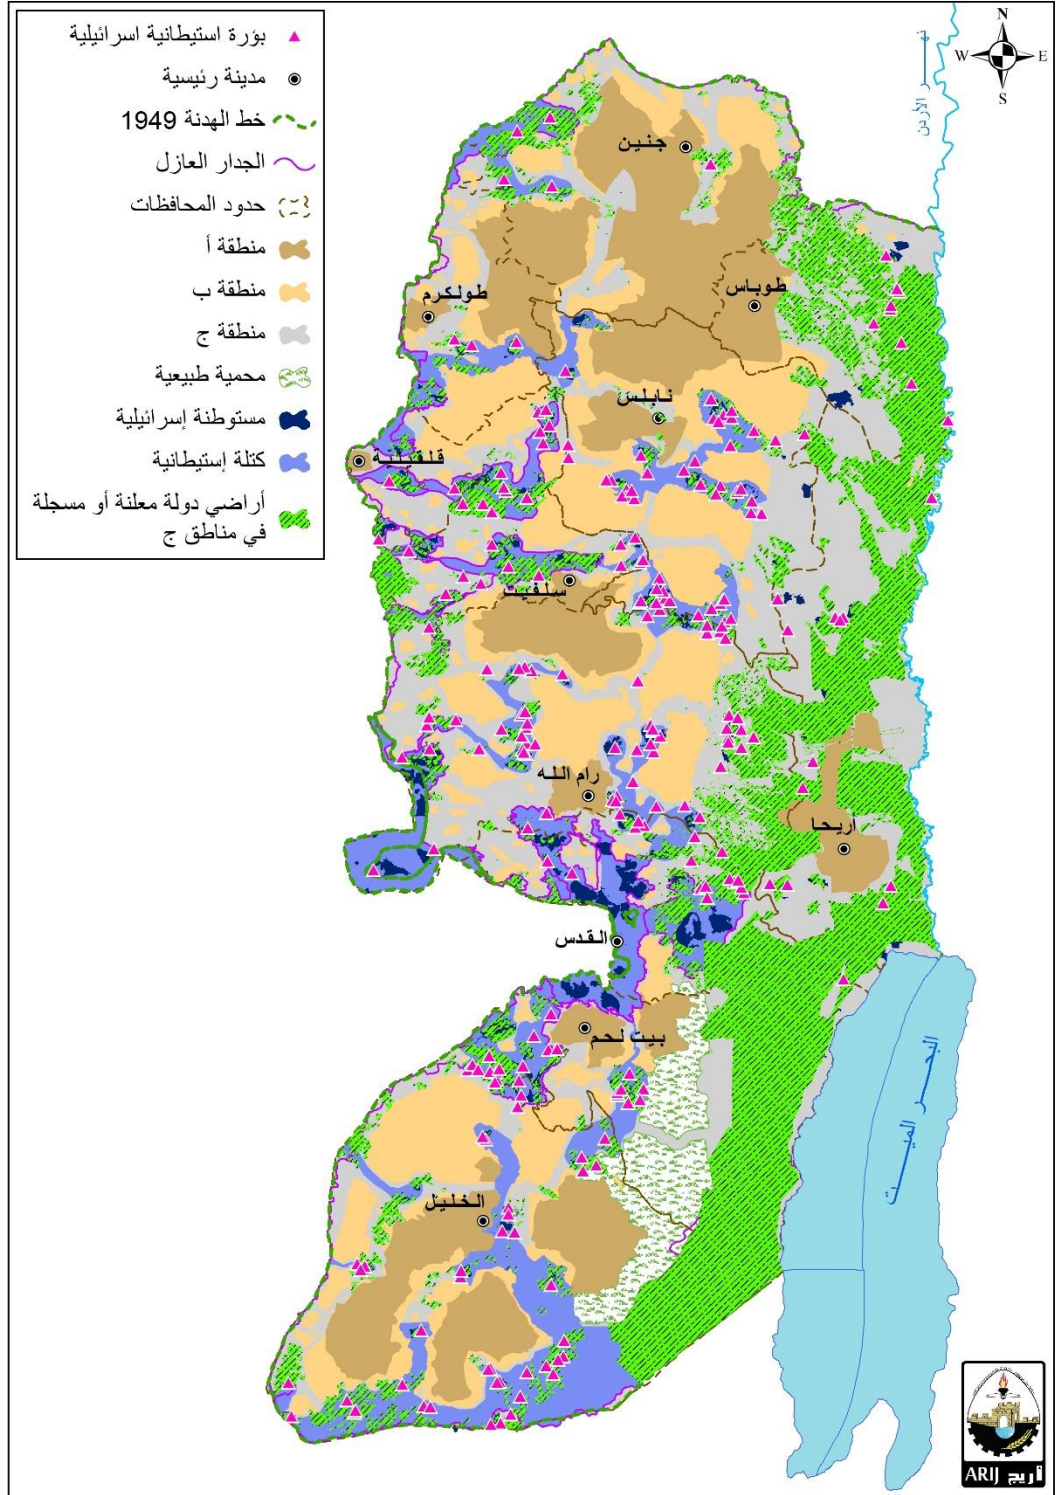 بؤرة استيطانية اسرائيلية
مدينة رئيسية
خط الهدنة 1949
الجدار العازل
حدود المحافظات
منطقة أ
منطقة ب
منطقة ج
محمية طبيعية
مستوطنة إسرائيلية
كتلة إستيطانية
أراضي دولة معلنة أو مسجلة
في مناطق ج
N
W
E
S
نهر الأردن
جنين
طوباس
طولكرم
نابلس
قلقيلية
سلفيت
رام الله
اريحا
القدس
بيت لحم
البحر الميت
الخليل
ARIJ أريج